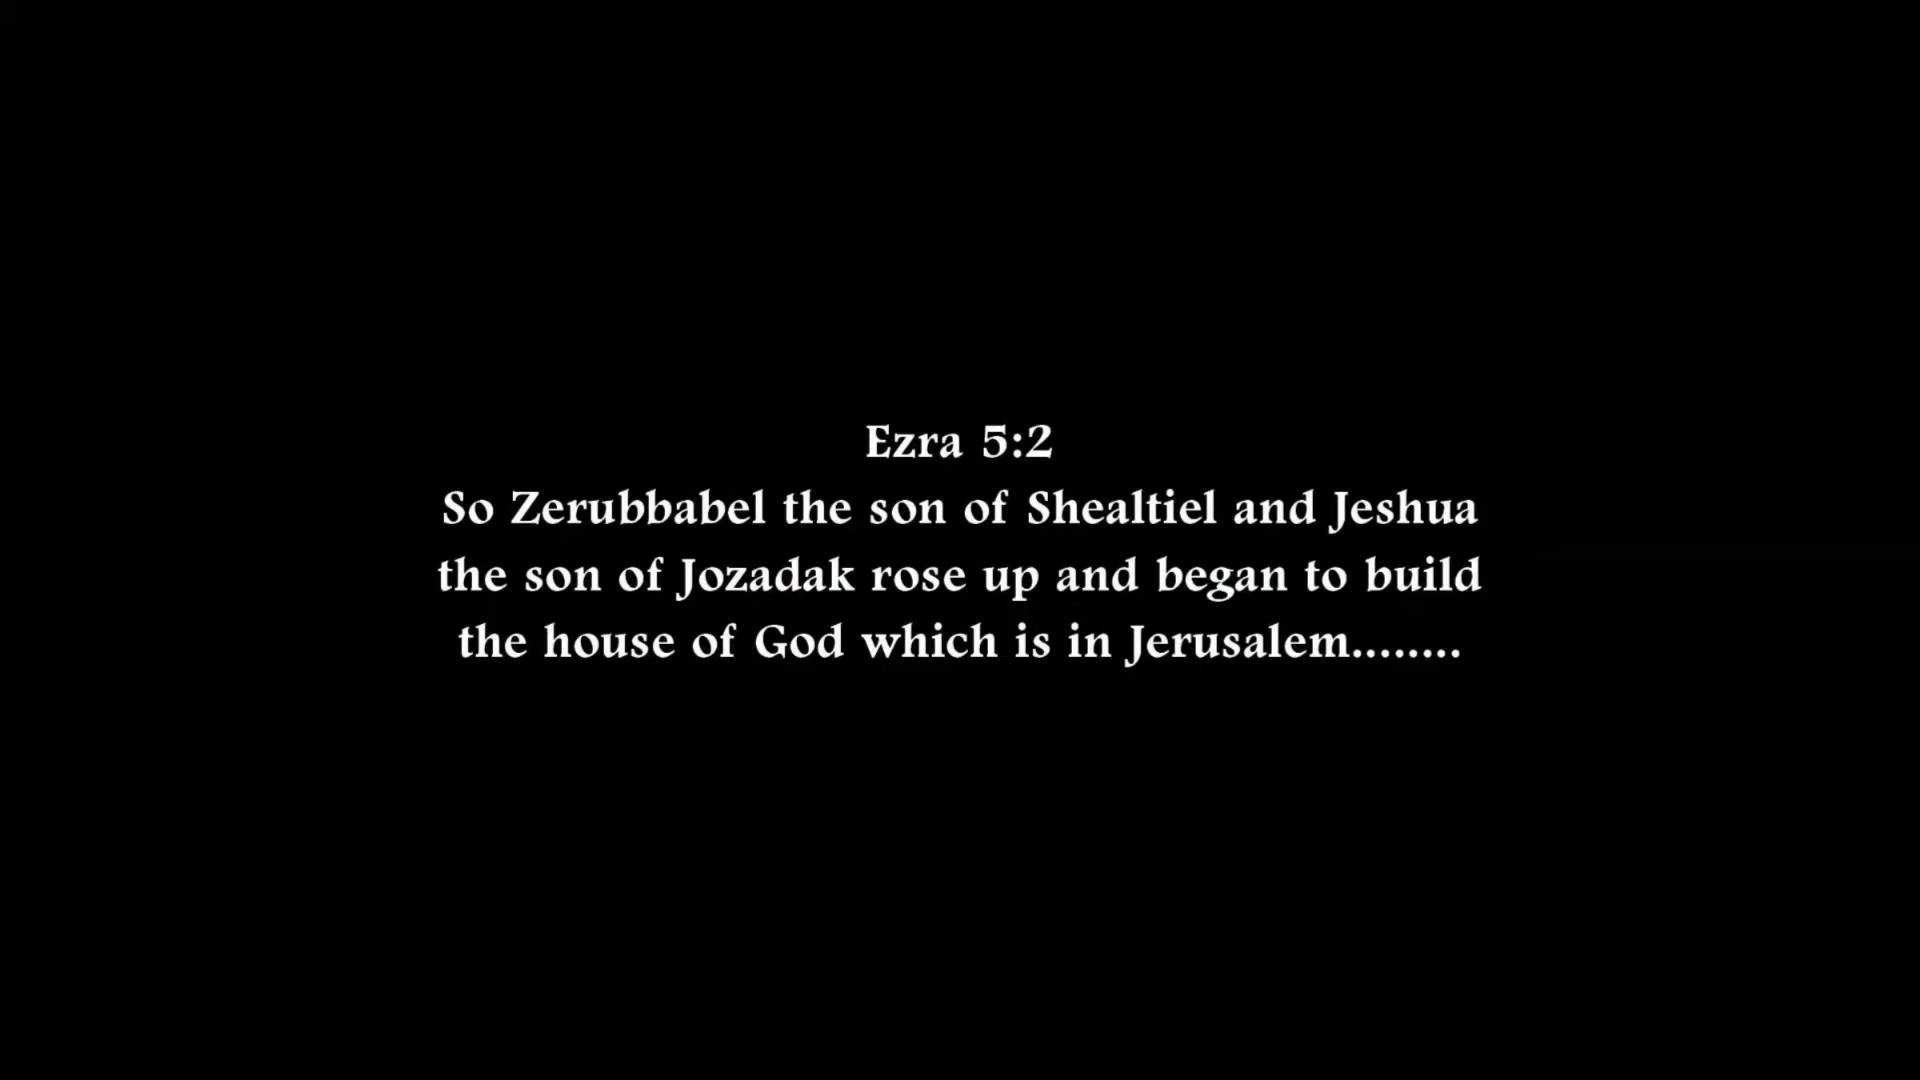 Ezra 5:2
So Zerubbabel the son of Shealtiel and Jeshua
the son of Jozadak rose up and began to build
the house of God which is in Jerusalem........